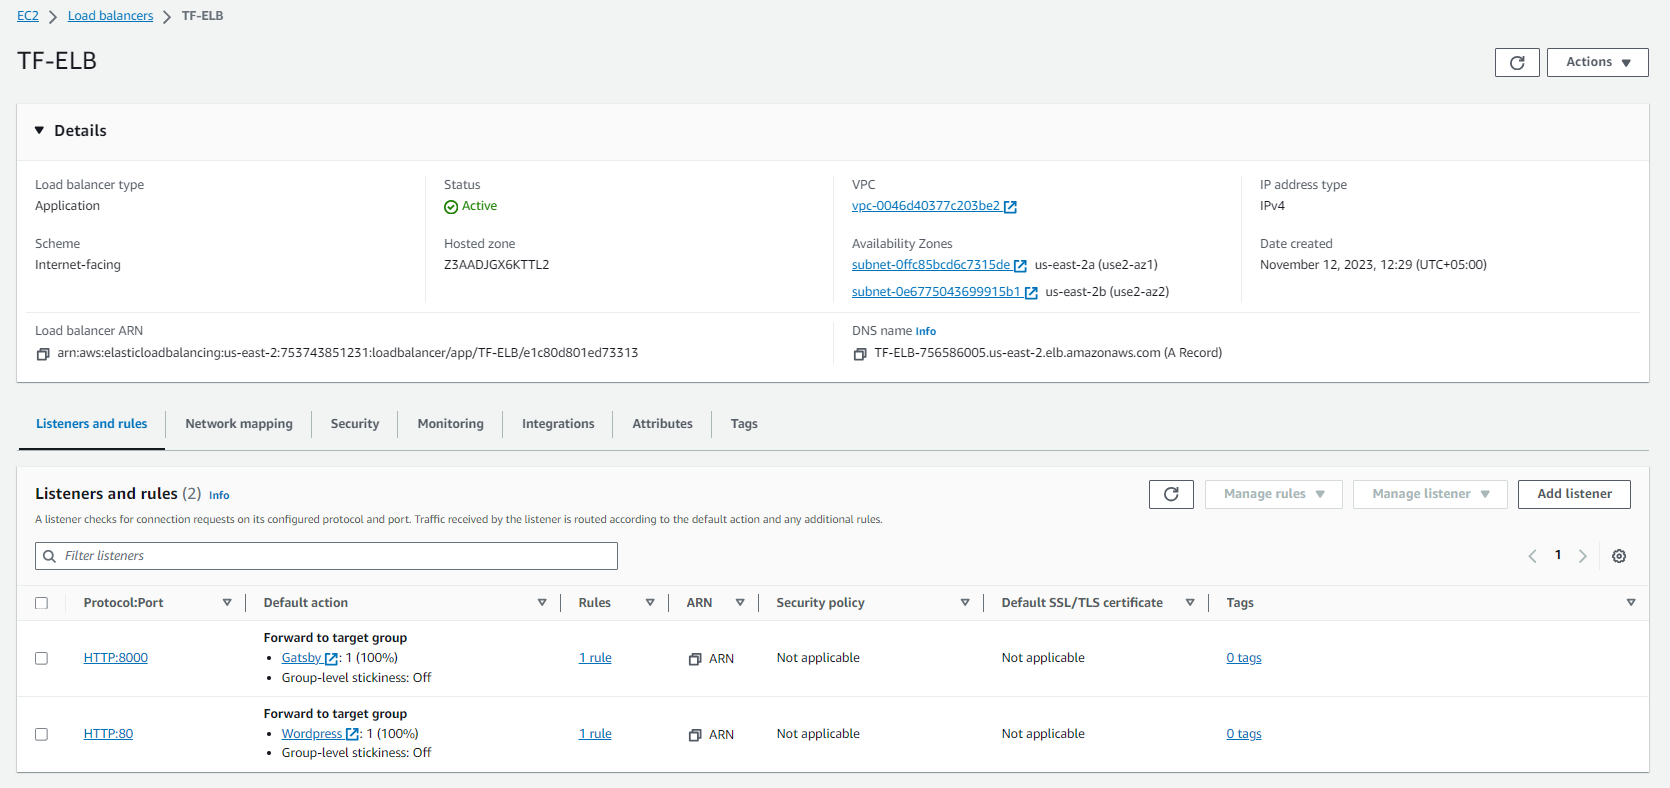 EC2 > Load balancers > TF-ELB
TF-ELB
Actions
Details
Load balancer type
Application
Status
Active
VPC
vpc-0046d40377c203be2
IP address type
IPv4
Scheme
Internet-facing
Hosted zone
Z3AADJGX6KTTL2
Availability Zones
subnet-0ffc85bcd6c7315de us-east-2a (use2-az1)
subnet-0e6775043699915b1 us-east-2b (use2-az2)
Date created
November 12, 2023, 12:29 (UTC+05:00)
Load balancer ARN
arn:aws:elasticloadbalancing:us-east-2:753743851231:loadbalancer/app/TF-ELB/e1c80d801ed73313
DNS name Info
TF-ELB-756586005.us-east-2.elb.amazonaws.com (A Record)
Listeners and rules Network mapping Security Monitoring Integrations Attributes Tags
Listeners and rules (2) Info
Manage rules Manage listener Add listener
A listener checks for connection requests on its configured protocol and port. Traffic received by the listener is routed according to the default action and any additional rules.
Filter listeners
1
Protocol:Port Default action Rules ARN Security policy Default SSL/TLS certificate Tags
Forward to target group
HTTP:8000 • Gatsby : 1 (100%) 1 rule ARN Not applicable Not applicable 0 tags
• Group-level stickiness: Off
Forward to target group
HTTP:80 • Wordpress : 1 (100%) 1 rule ARN Not applicable Not applicable 0 tags
• Group-level stickiness: Off